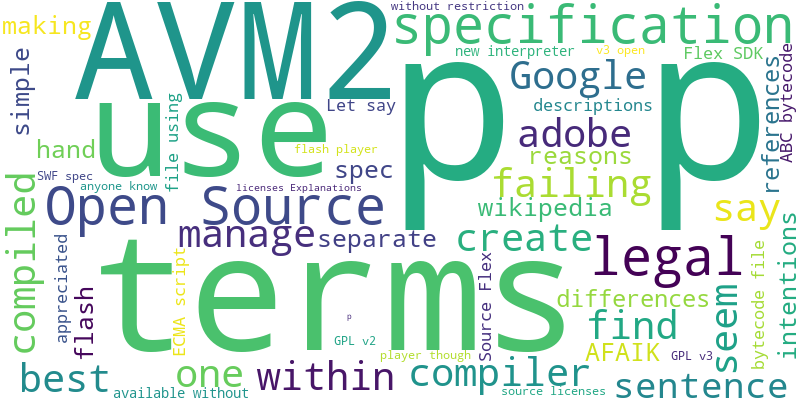 without restriction
making
AVM2
specification
new interpreter
v3 open
Flex SDK
simple
Google
ABC bytecode
references
p p
use
Let say
descriptions
file using
adobe
hand
flash player
reasons
SWF spec
anyone know
spec
failing
licenses Explanations
compiled
Open Source
wikipedia
say
manage
separate
create
legal
intentions
appreciated
flash
ECMA script
terms
Source Flex
differences
bytecode file
seem
p
find
GPL v2
AFAIK
GPL v3
player though
best
one
within
compiler
sentence
available without
source licenses